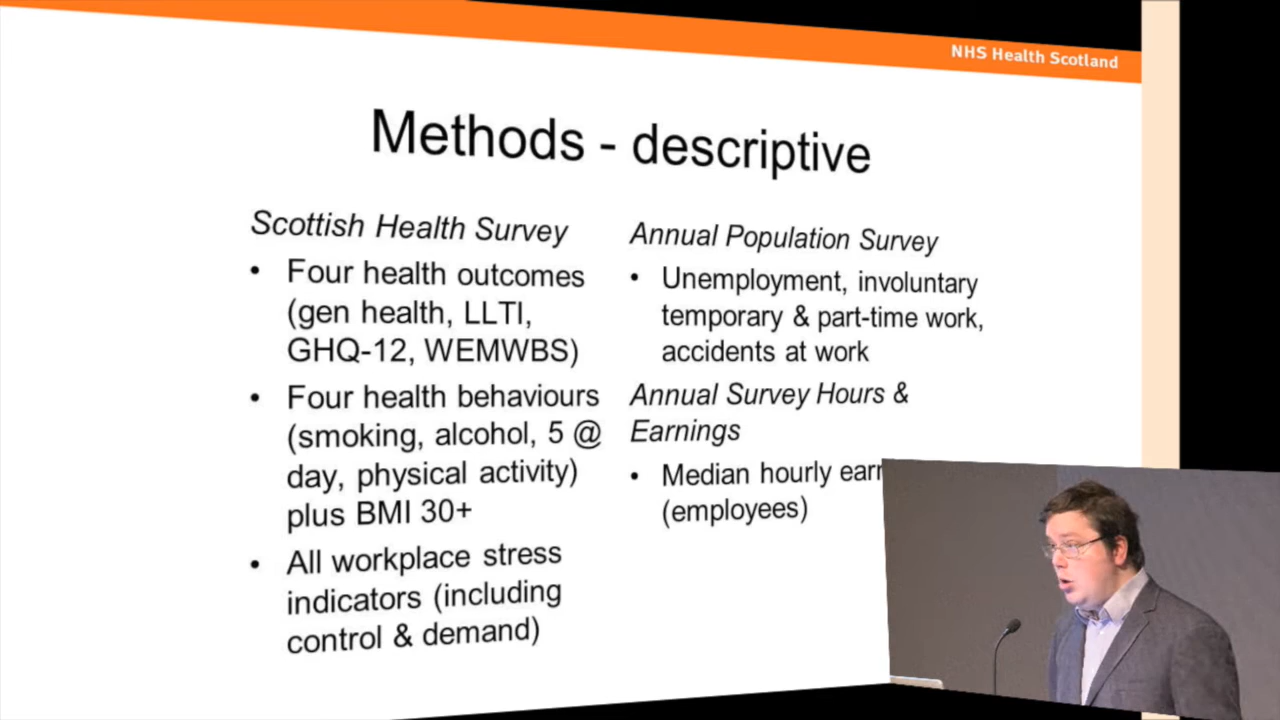 NHS Health Scotland
Methods - descriptive
Scottish Health Survey
• Four health outcomes
(gen health, LLTI,
GHQ-12, WEMWBS)
• Four health behaviours
(smoking, alcohol, 5 @
day, physical activity)
plus BMI 30+
• All workplace stress
indicators (including
control & demand)
Annual Population Survey
• Unemployment, involuntary
temporary & part-time work,
accidents at work
Annual Survey Hours &
Earnings
• Median hourly
(employees)